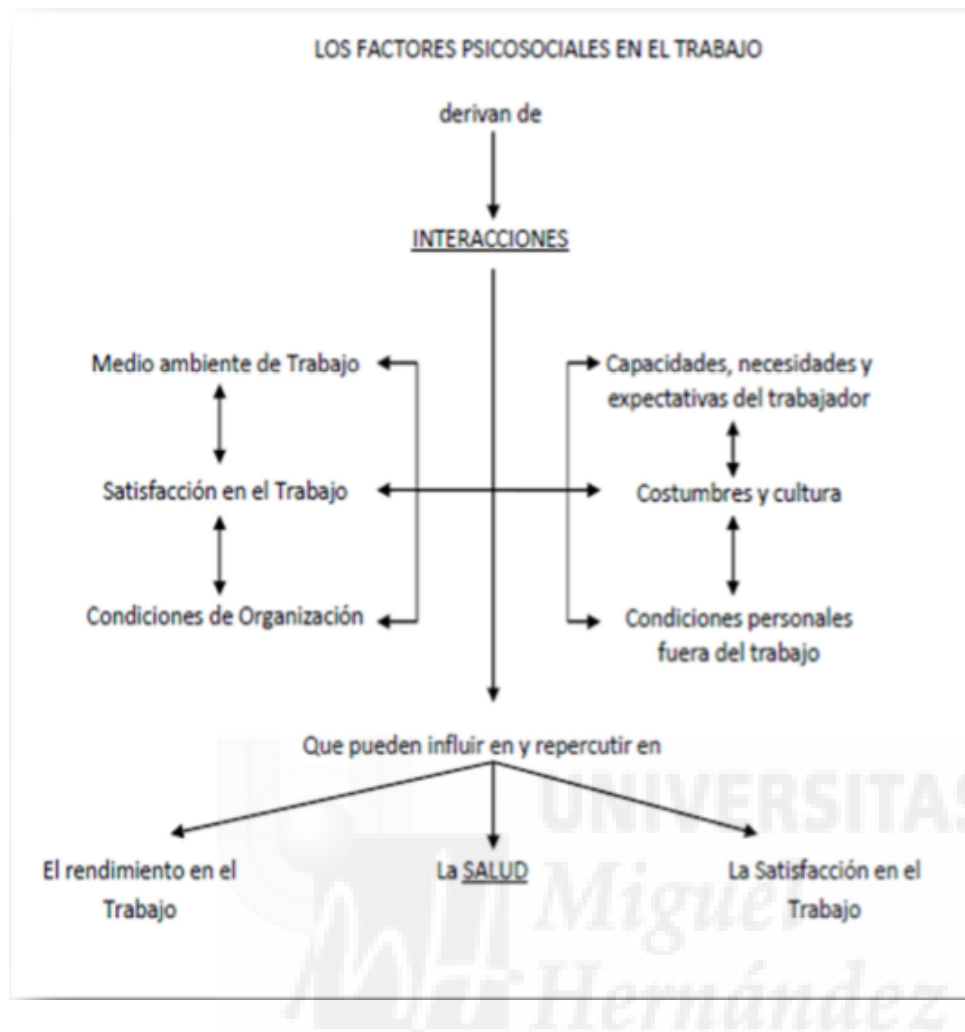 LOS FACTORES PSICOSOCIALES EN EL TRABAJO
derivan de
INTERACCIONES
Medio ambiente de Trabajo
Capacidades, necesidades y
expectativas del trabajador
Satisfacción en el Trabajo
Costumbres y cultura
Condiciones de Organización
Condiciones personales
fuera del trabajo
Que pueden influir en y repercutir en
El rendimiento en el
Trabajo
La SALUD
La Satisfacción en el
Trabajo
UNIVERSITAS
Miguel
Hernández